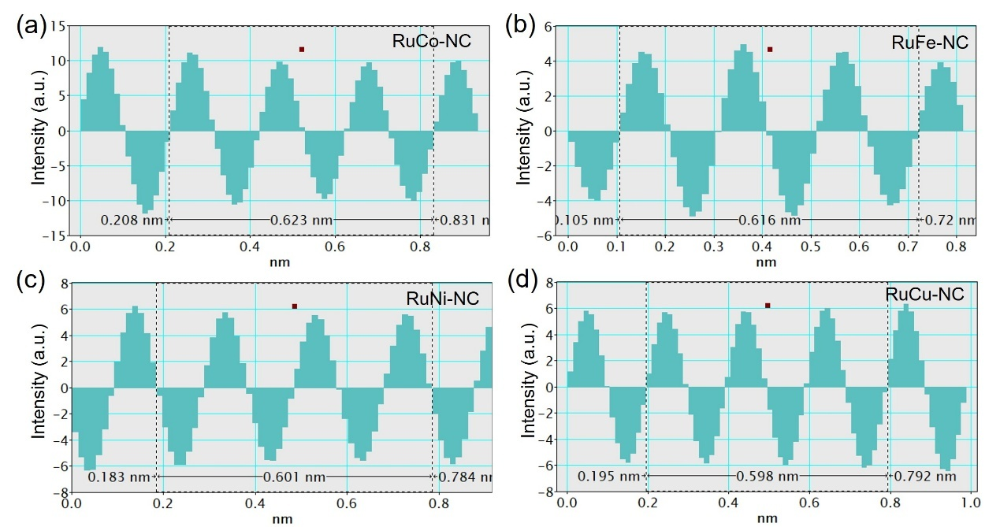 (a)
RuCo-NC
Intensity (a.u.)
15
10
5
0
−5
−10
−15
0.208 nm
0.623 nm
0.831 n
0.0 0.2 0.4 0.6 0.8
nm
(b)
RuFe-NC
Intensity (a.u.)
6
4
2
0
−2
−4
−6
0.105 nm
0.616 nm
0.72 nm
0.0 0.1 0.2 0.3 0.4 0.5 0.6 0.7 0.8
nm
(c)
RuNi-NC
Intensity (a.u.)
8
6
4
2
0
−2
−4
−6
−8
0.183 nm
0.601 nm
0.784 n
0.0 0.2 0.4 0.6 0.8
nm
(d)
RuCu-NC
Intensity (a.u.)
8
6
4
2
0
−2
−4
−6
−8
0.195 nm
0.598 nm
0.792 nm
0.0 0.2 0.4 0.6 0.8 1.0
nm